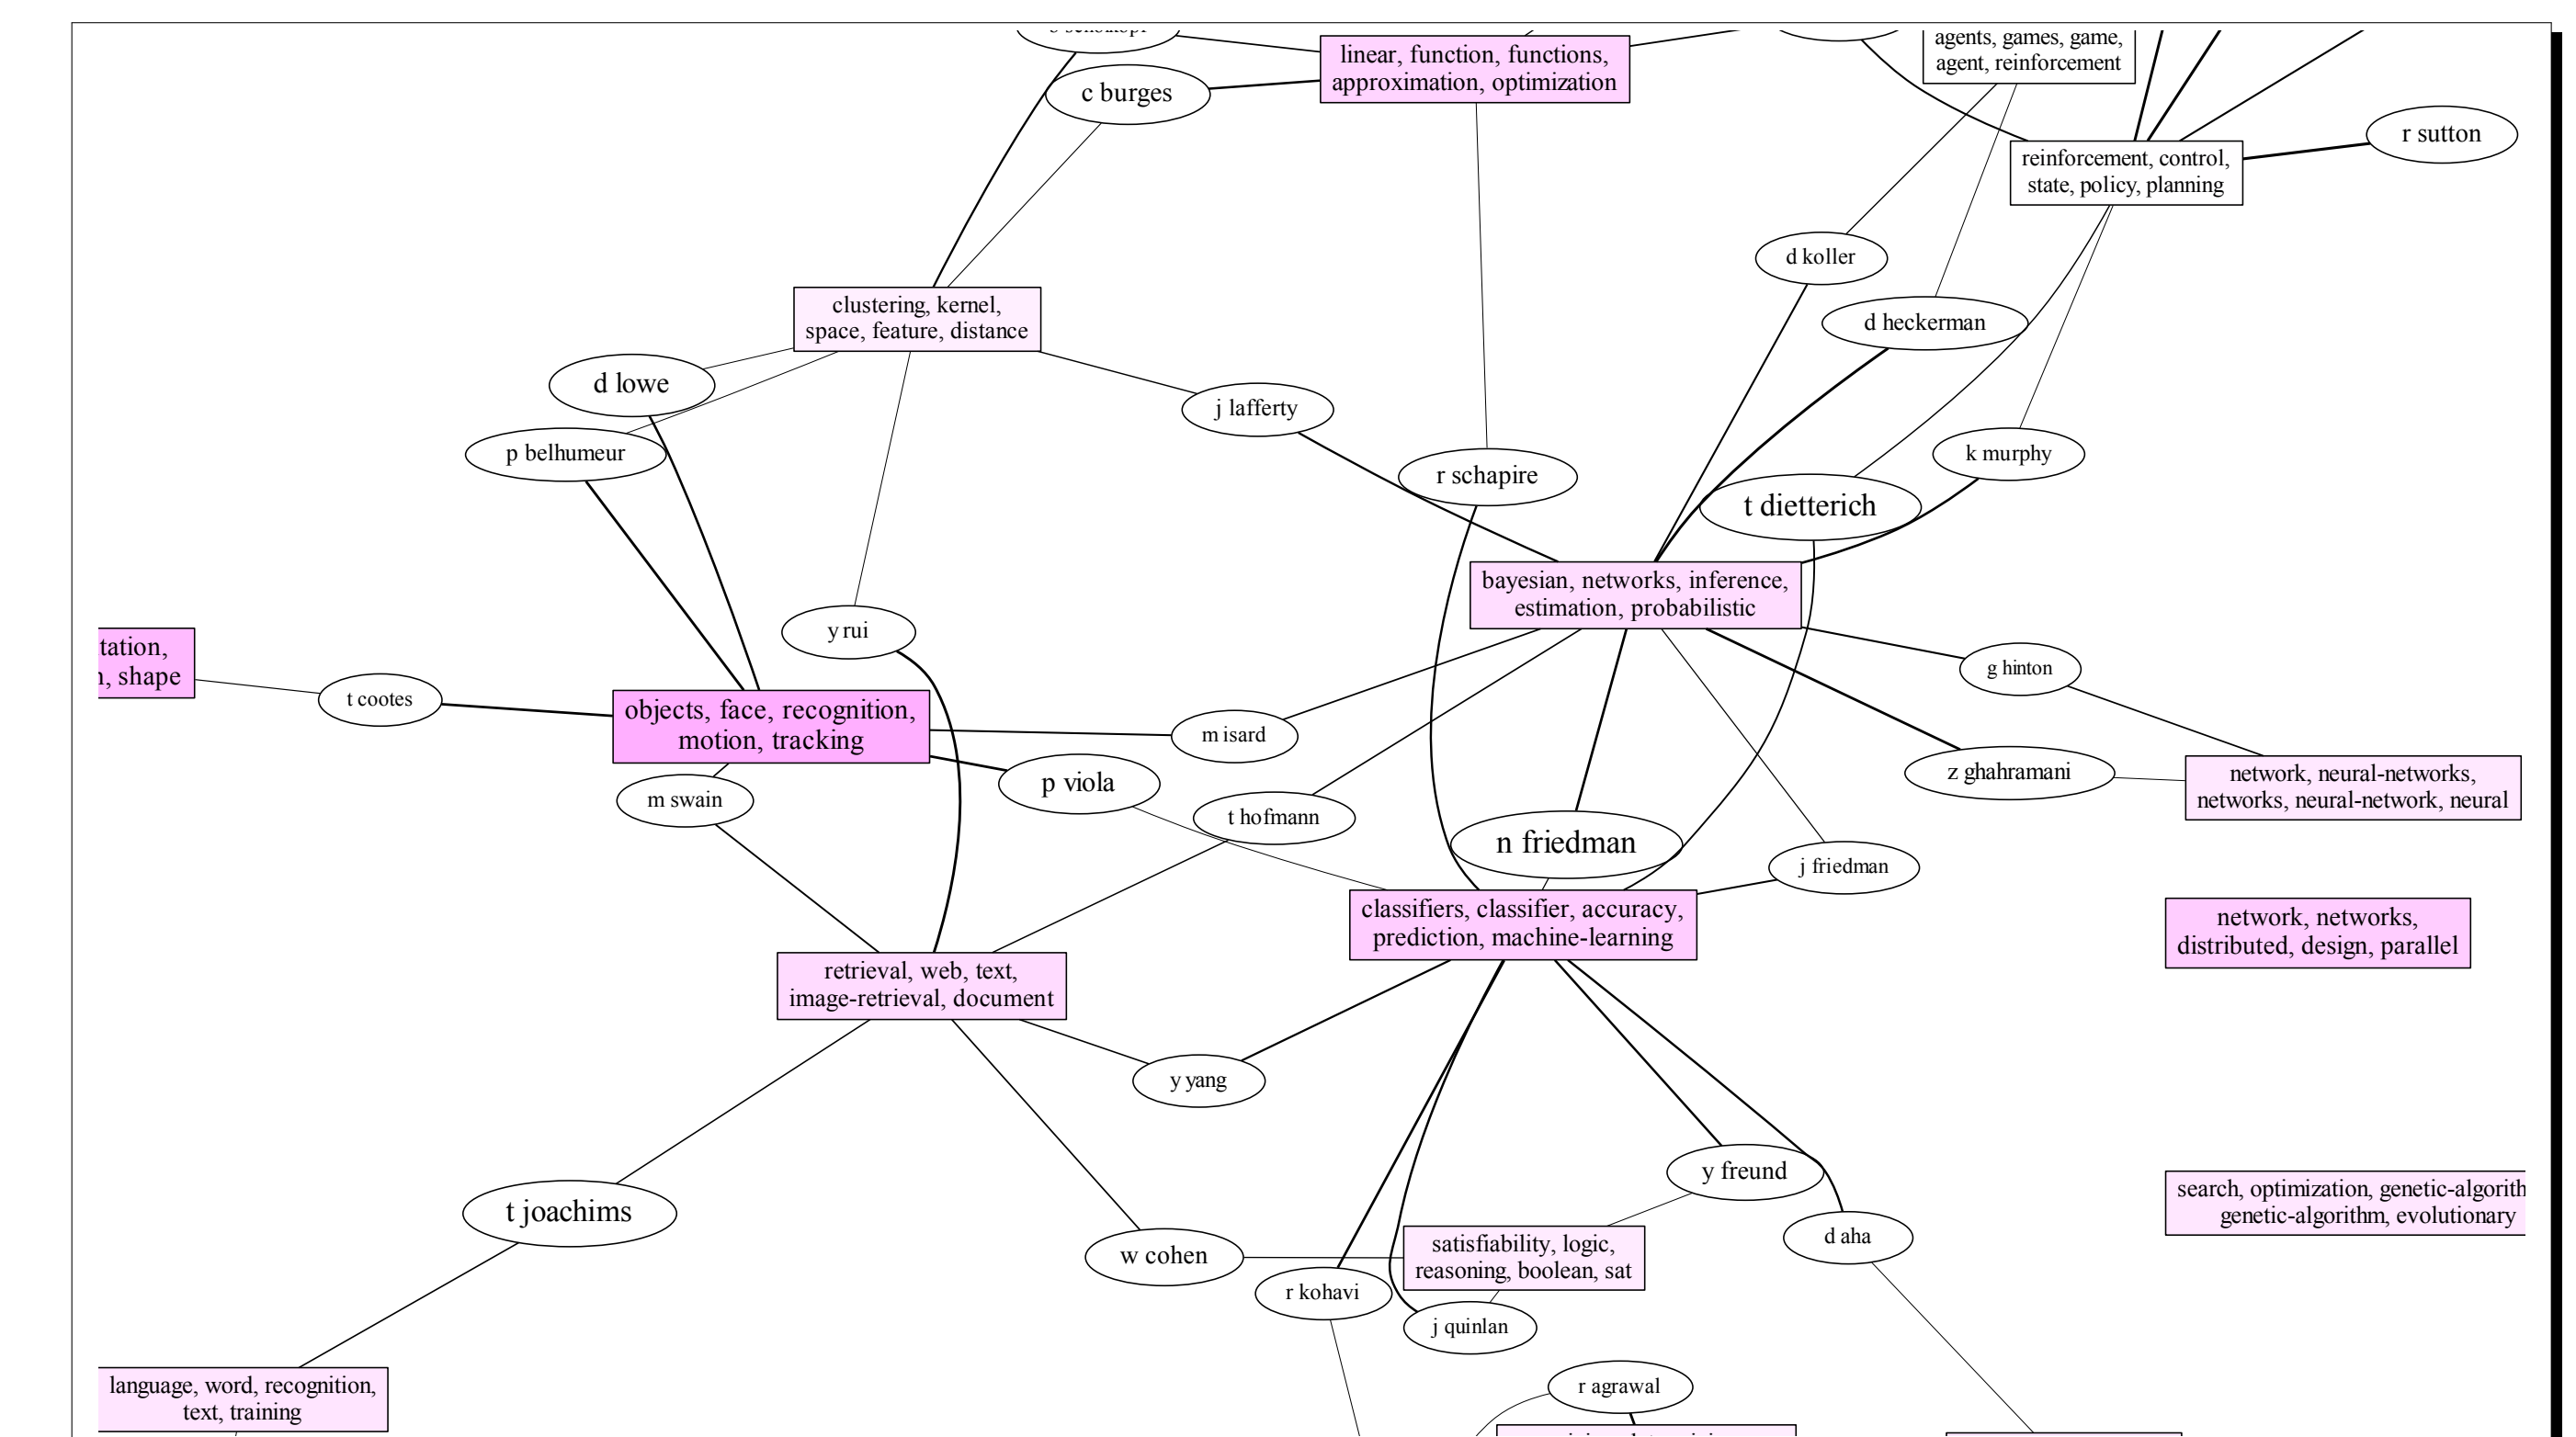 linear, function, functions,
approximation, optimization
agents, games, game,
agent, reinforcement
c burges
r sutton
reinforcement, control,
state, policy, planning
d koller
clustering, kernel,
space, feature, distance
d heckerman
d lowe
j lafferty
p belhumeur
k murphy
r schapire
t dietterich
bayesian, networks, inference,
estimation, probabilistic
y rui
tation,
, shape
g hinton
t cootes
objects, face, recognition,
motion, tracking
m isard
z ghahramani
network, neural-networks,
networks, neural-network, neural
p viola
m swain
t hofmann
n friedman
j friedman
classifiers, classifier, accuracy,
prediction, machine-learning
network, networks,
distributed, design, parallel
retrieval, web, text,
image-retrieval, document
y yang
y freund
search, optimization, genetic-algorith
genetic-algorithm, evolutionary
t joachims
d aha
w cohen
satisfiability, logic,
reasoning, boolean, sat
r kohavi
j quinlan
language, word, recognition,
text, training
r agrawal